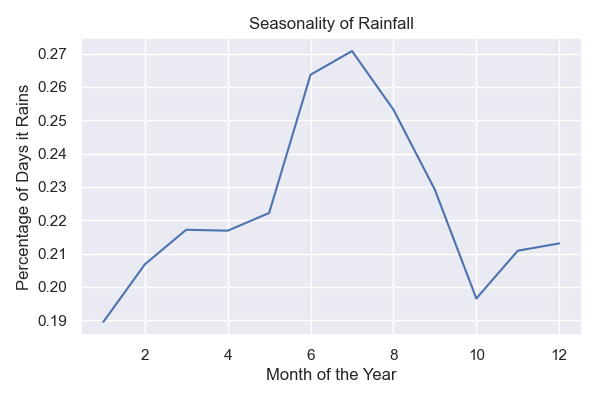 Seasonality of Rainfall
Percentage of Days it Rains
0.27
0.26
0.25
0.24
0.23
0.22
0.21
0.20
0.19
2 4 6 8 10 12
Month of the Year